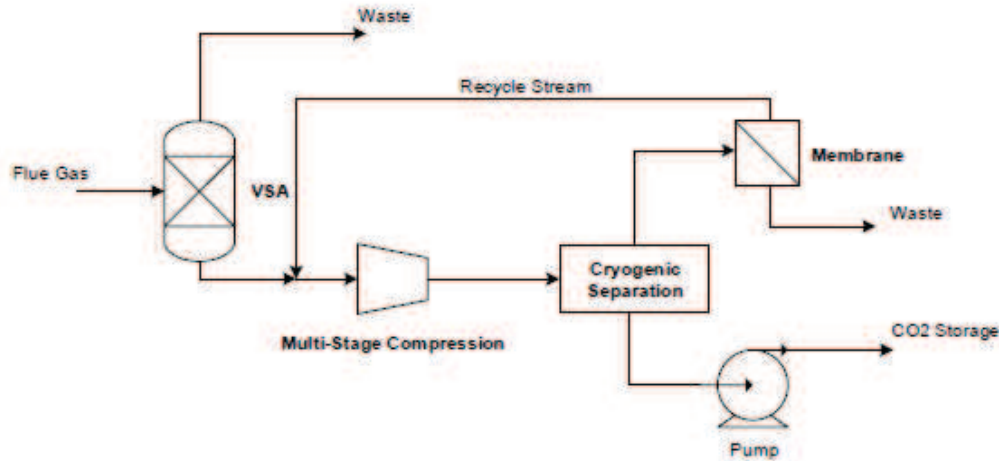 Waste
Recycle Stream
Flue Gas
VSA
Membrane
Waste
Cryogenic
Separation
Multi-Stage Compression
CO2 Storage
Pump